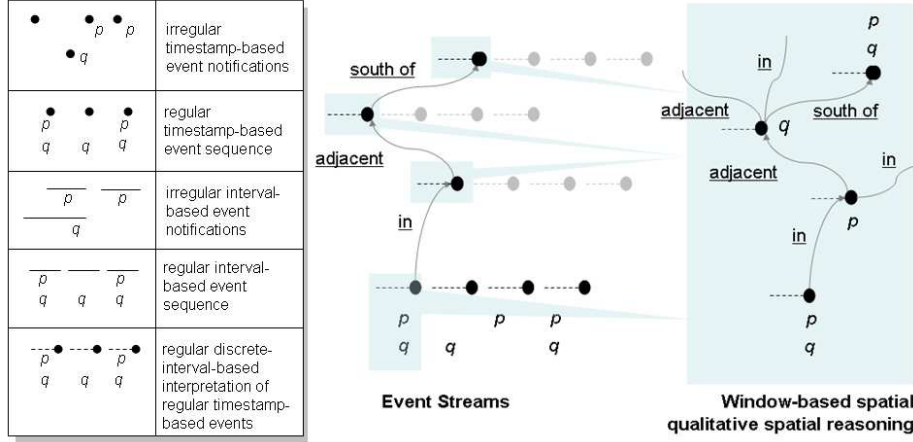 p p
q
irregular
timestamp-based
event notifications
p p
q q q
regular
timestamp-based
event sequence
p p
q
irregular interval-
based event
notifications
p p
q q q
regular interval-
based event
sequence
p p
q q q
regular discrete-
interval-based
interpretation of
regular timestamp-
based events
south of
adjacent
in
p p p
q q q
Event Streams
in
p
q
adjacent
q
south of
adjacent
in
p
in
p
q
Window-based spatial
qualitative spatial reasoning